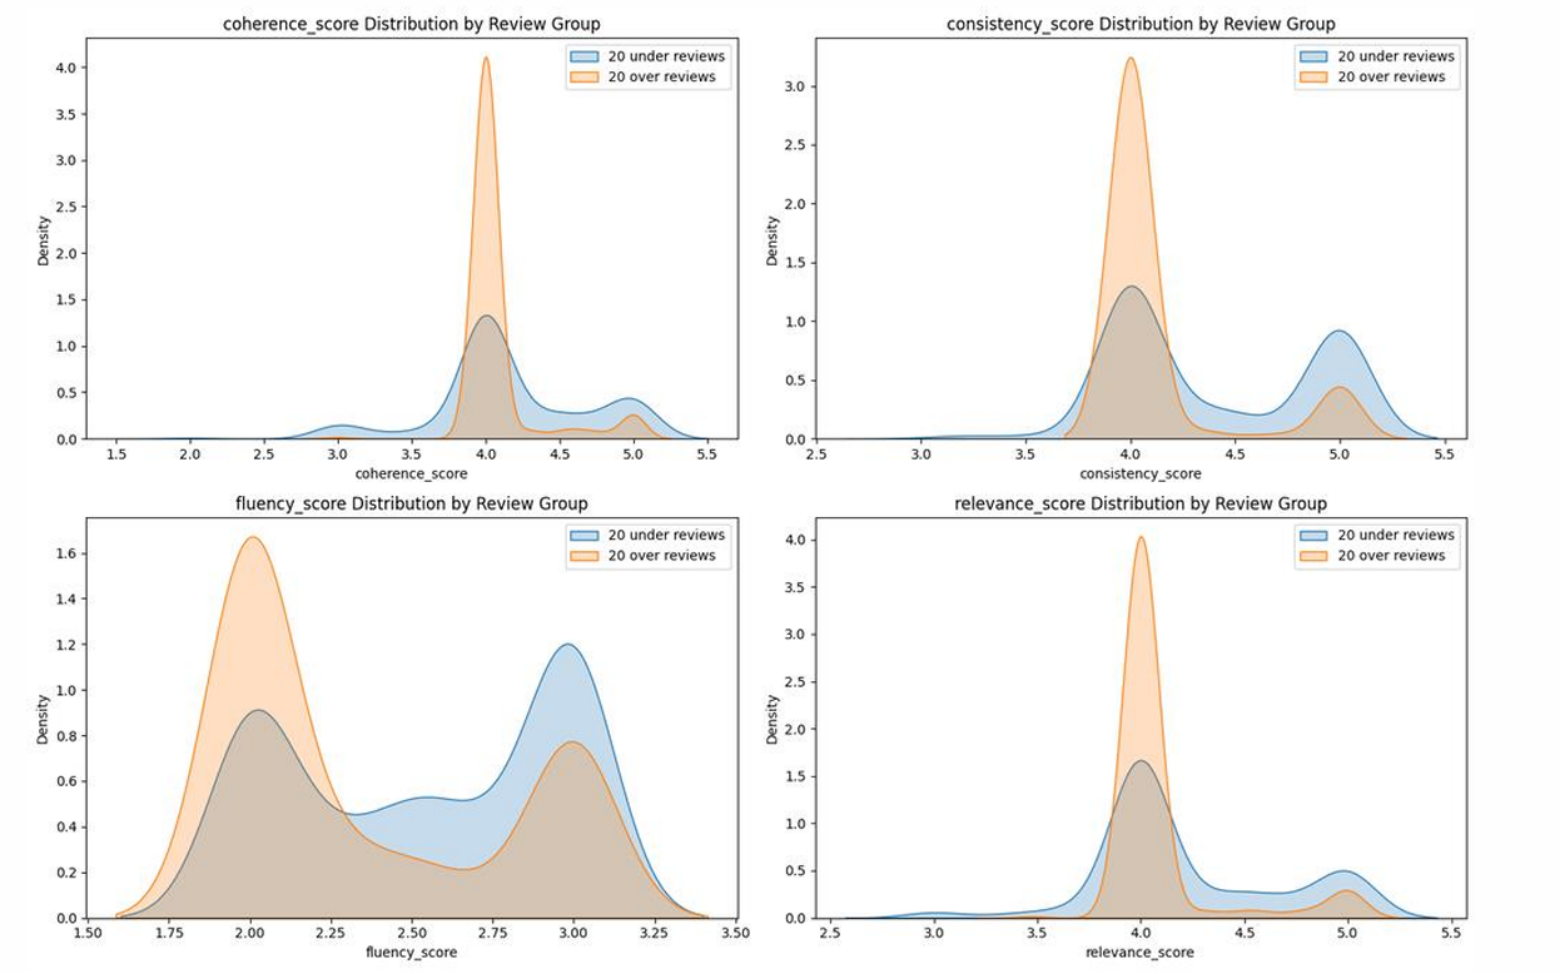 coherence_score Distribution by Review Group
20 under reviews
20 over reviews
Density
4.0
3.5
3.0
2.5
2.0
1.5
1.0
0.5
0.0
1.5 2.0 2.5 3.0 3.5 4.0 4.5 5.0 5.5
coherence_score
consistency_score Distribution by Review Group
20 under reviews
20 over reviews
Density
3.0
2.5
2.0
1.5
1.0
0.5
0.0
2.5 3.0 3.5 4.0 4.5 5.0 5.5
consistency_score
fluency_score Distribution by Review Group
20 under reviews
20 over reviews
Density
1.6
1.4
1.2
1.0
0.8
0.6
0.4
0.2
0.0
1.50 1.75 2.00 2.25 2.50 2.75 3.00 3.25 3.50
fluency_score
relevance_score Distribution by Review Group
20 under reviews
20 over reviews
Density
4.0
3.5
3.0
2.5
2.0
1.5
1.0
0.5
0.0
2.5 3.0 3.5 4.0 4.5 5.0 5.5
relevance_score